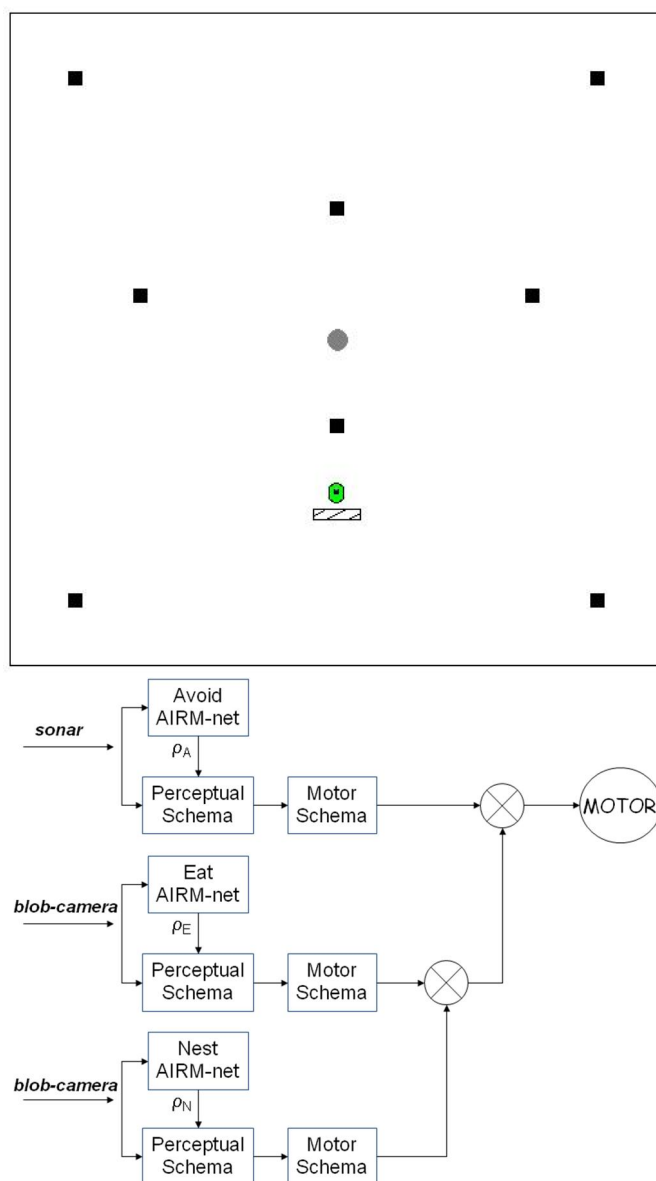 Avoid
AIRM-net
sonar
ρA
Perceptual
Schema
Motor
Schema
MOTOR
Eat
AIRM-net
blob-camera
ρE
Perceptual
Schema
Motor
Schema
Nest
AIRM-net
blob-camera
ρN
Perceptual
Schema
Motor
Schema